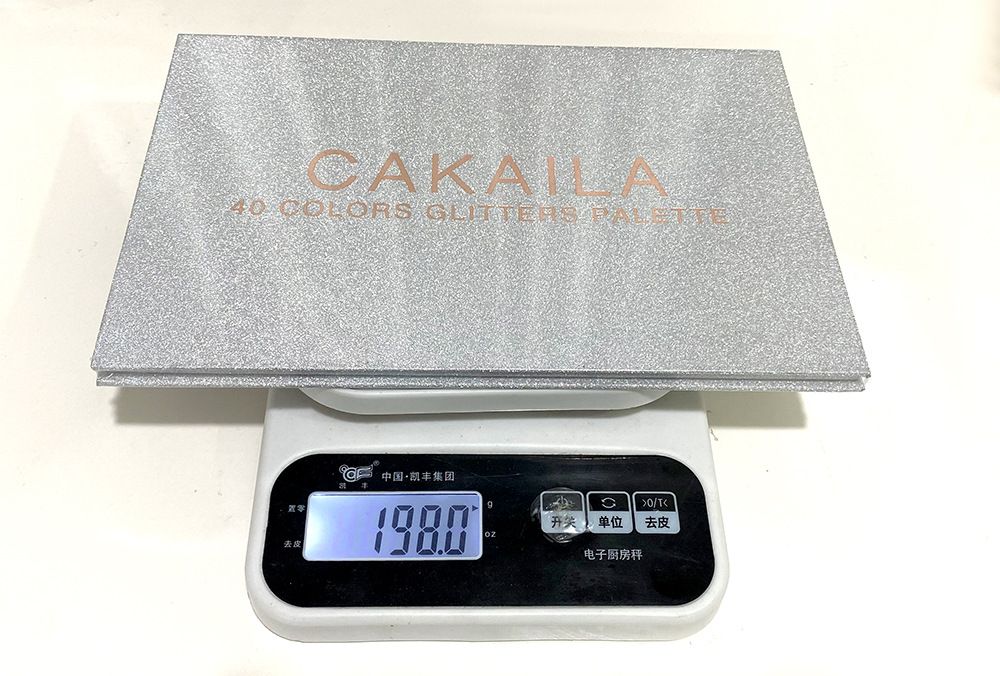 CAKAILA
40 COLORS GLITTERS PALETTE
®
凯丰
中国·凯丰集团
置零
g
198.0
oz
去皮
开关
单位
>0/T<
去皮
电子厨房秤